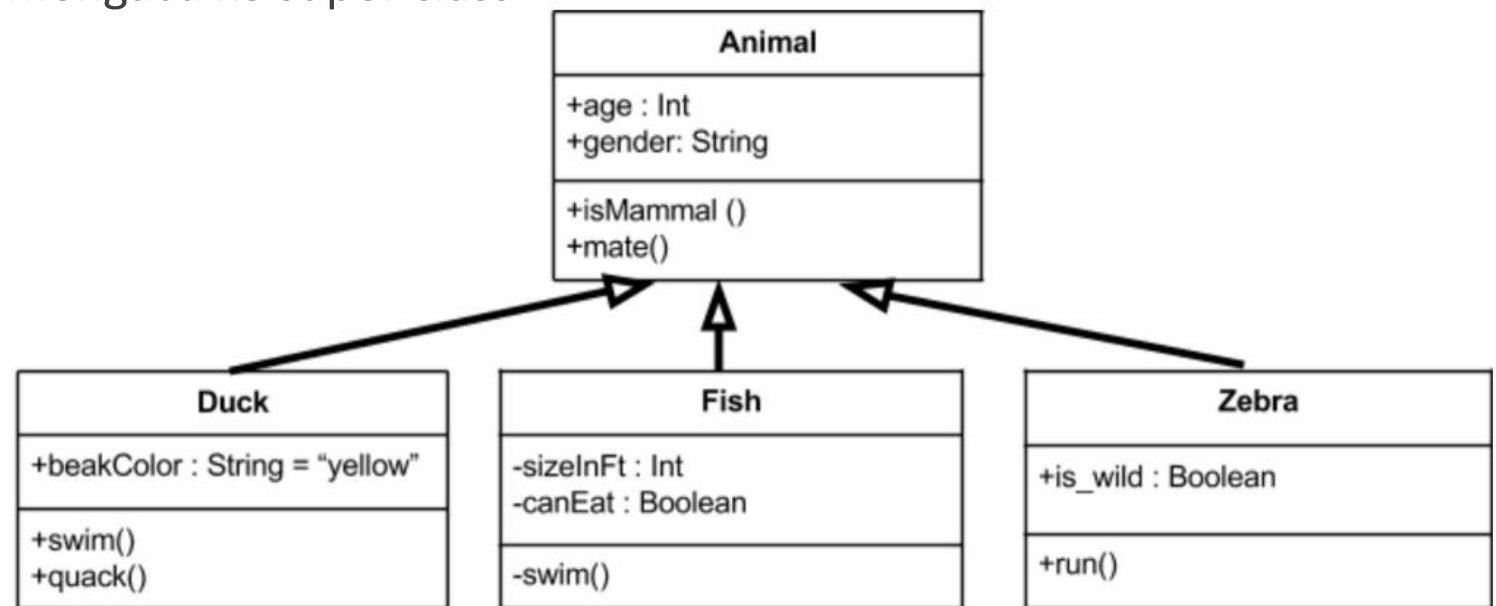 Animal
+age : Int
+gender: String
+isMammal ()
+mate()
Duck
+beakColor : String = “yellow”
+swim()
+quack()
Fish
-sizeInFt : Int
-canEat : Boolean
-swim()
Zebra
+is_wild : Boolean
+run()